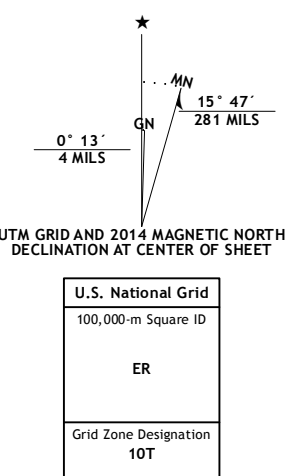 MN
15° 47´
281 MILS
GN
0° 13´
4 MILS
UTM GRID AND 2014 MAGNETIC NORTH
DECLINATION AT CENTER OF SHEET
U.S. National Grid
100,000-m Square ID
ER
Grid Zone Designation
10T